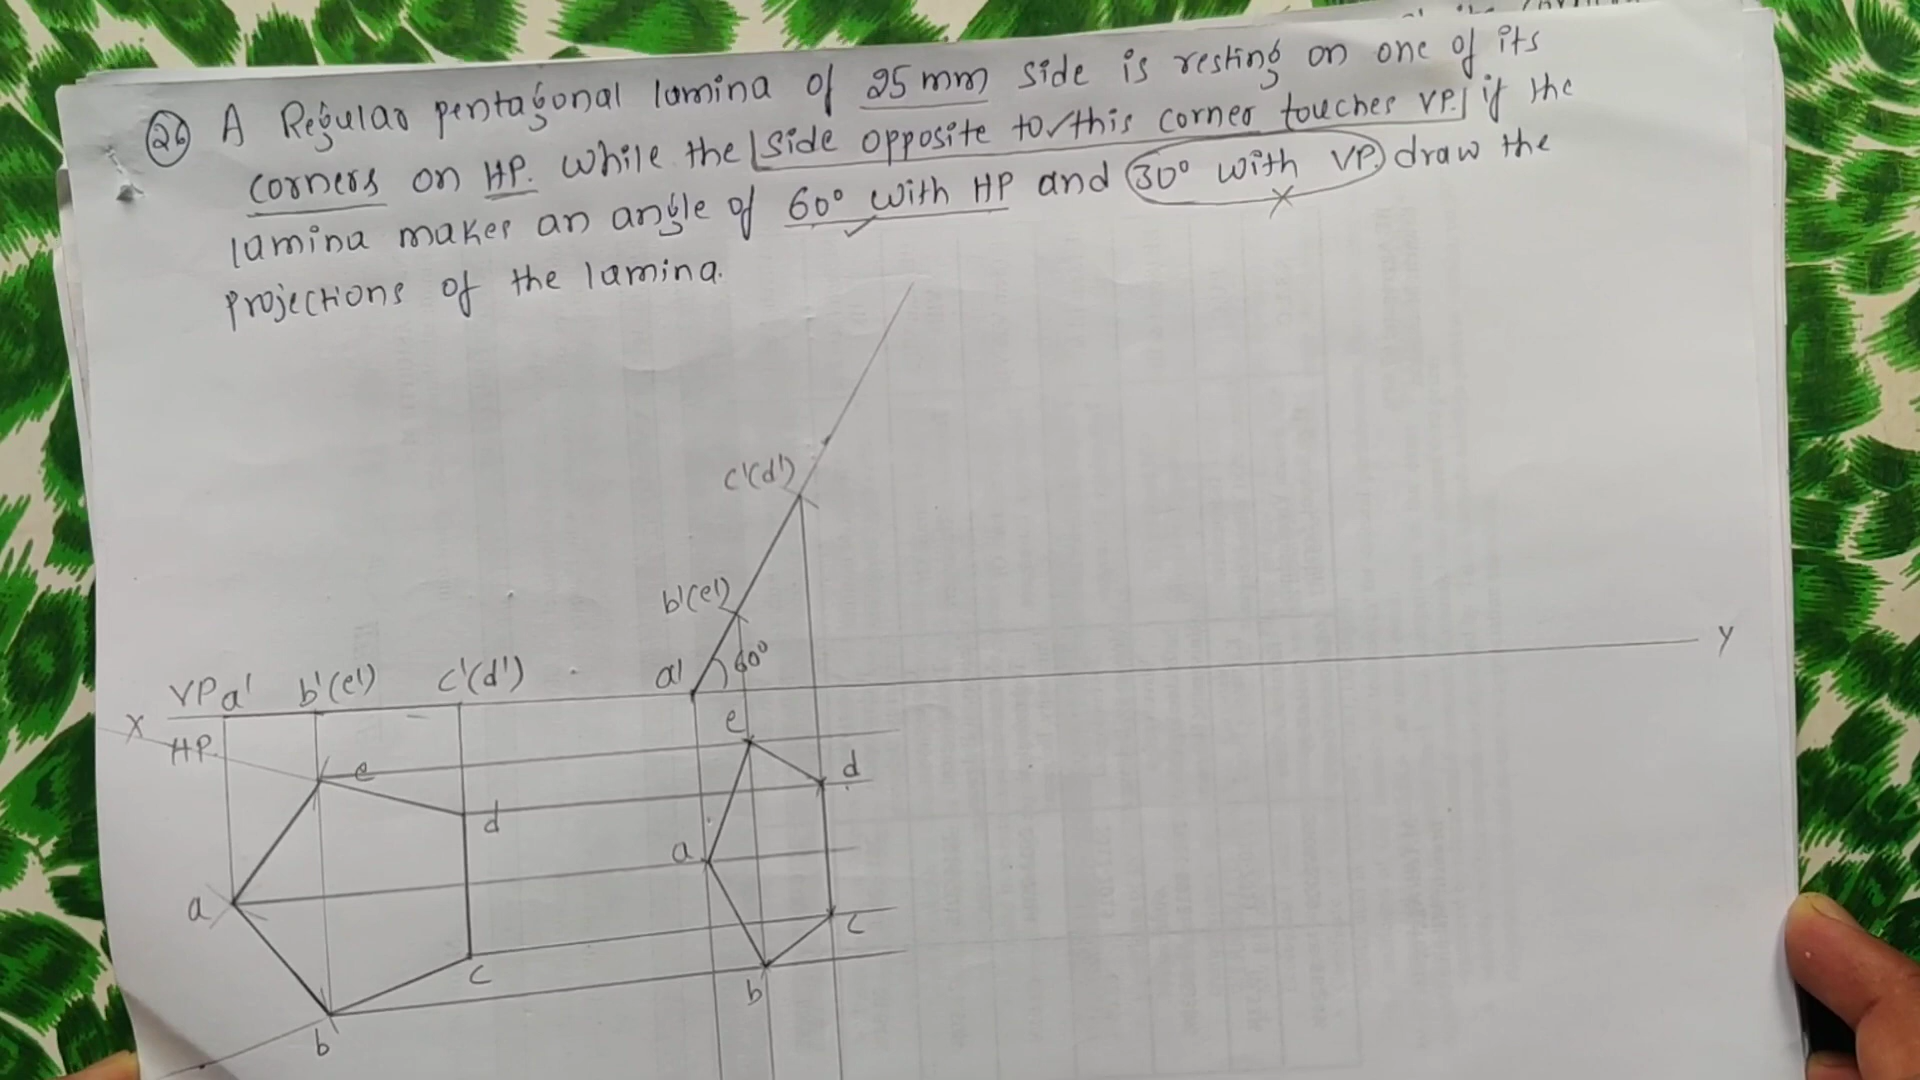 26 A Regular pentagonal lamina of 25 mm side is resting on one of its
corners on HP. while the side opposite to this corner touches VP. if the
lamina makes an angle of 60° with HP and 30° with VP draw the
projections of the lamina.
c'(d')
b'(e')
a' 60°
VP a' b'(e') c'(d')
X Y
HP
e
d
a
c
b
e
d
a
c
b